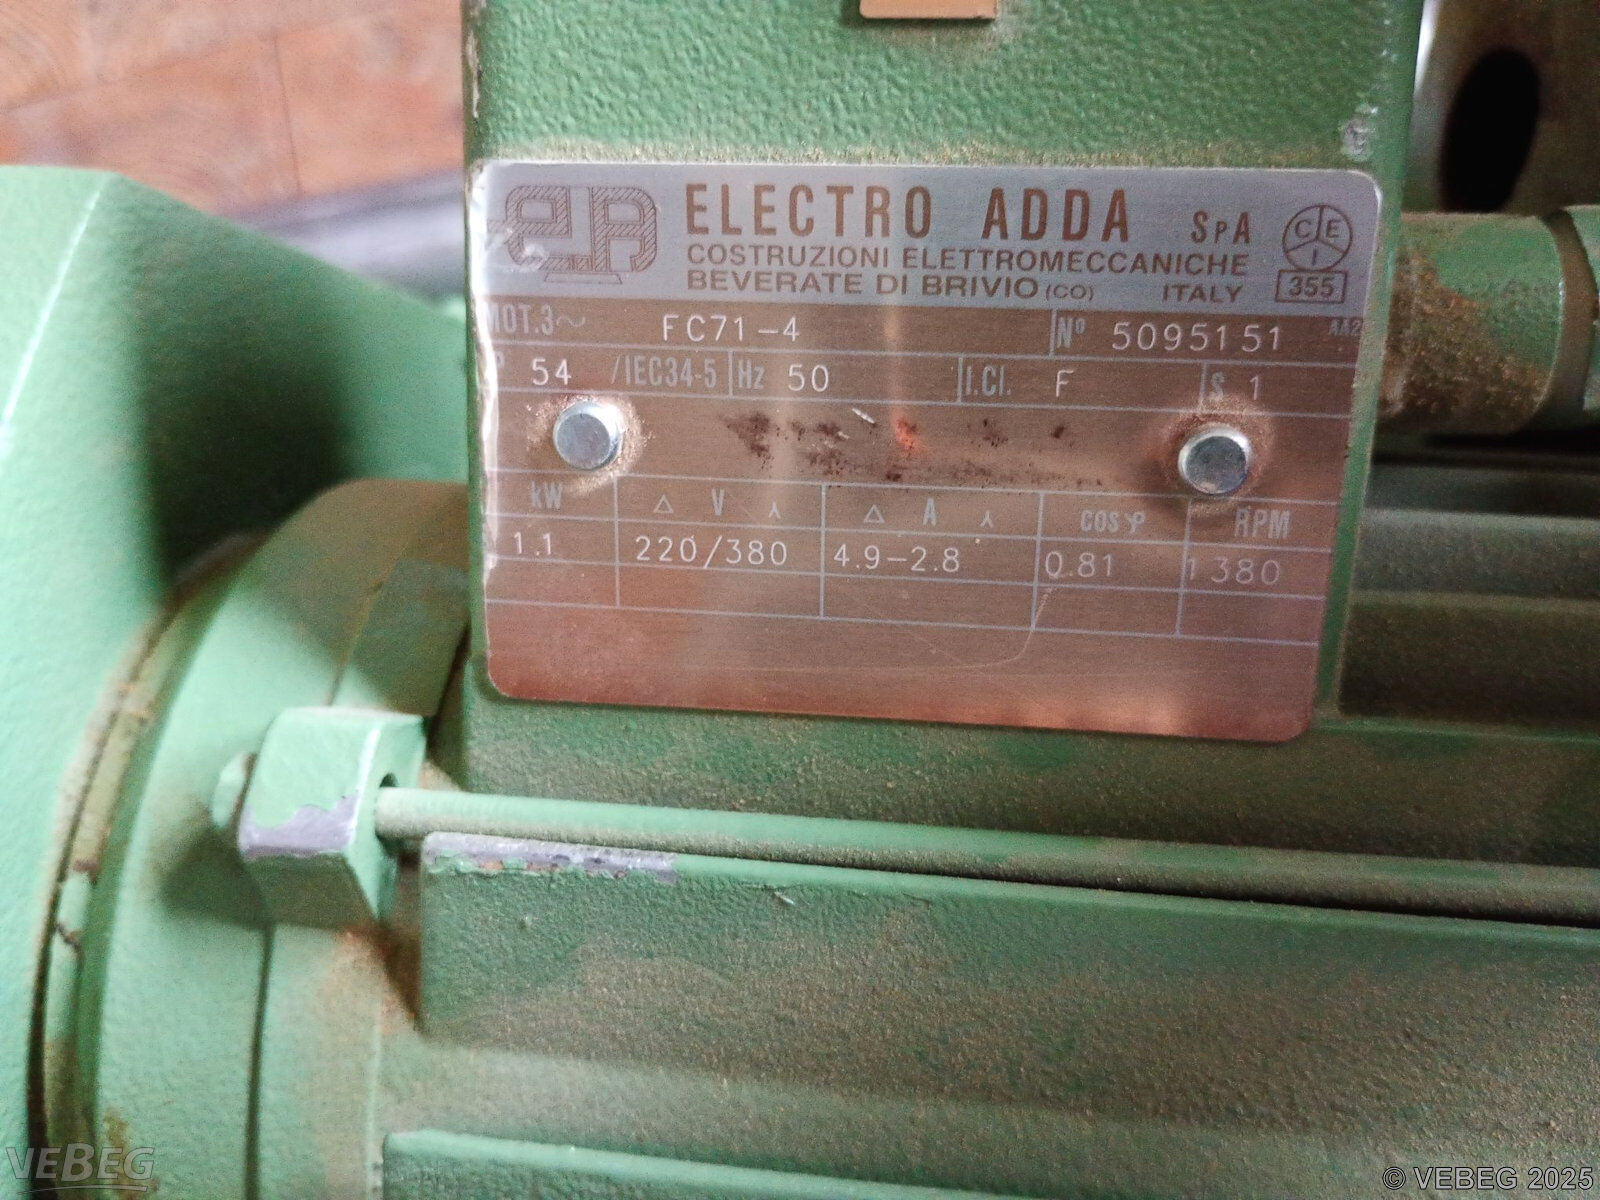 ELECTRO ADDA SpA
COSTRUZIONI ELETTROMECCANICHE
BEVERATE DI BRIVIO (CO) ITALY
CEI
355
MOT.3~ FC71-4 Nº 5095151
54 /IEC34-5 Hz 50 I.Cl. F S 1
kW △ V ⅄ △ A ⅄ cosφ RPM
1.1 220/380 4.9-2.8 0.81 1380
VEBEG
© VEBEG 2025